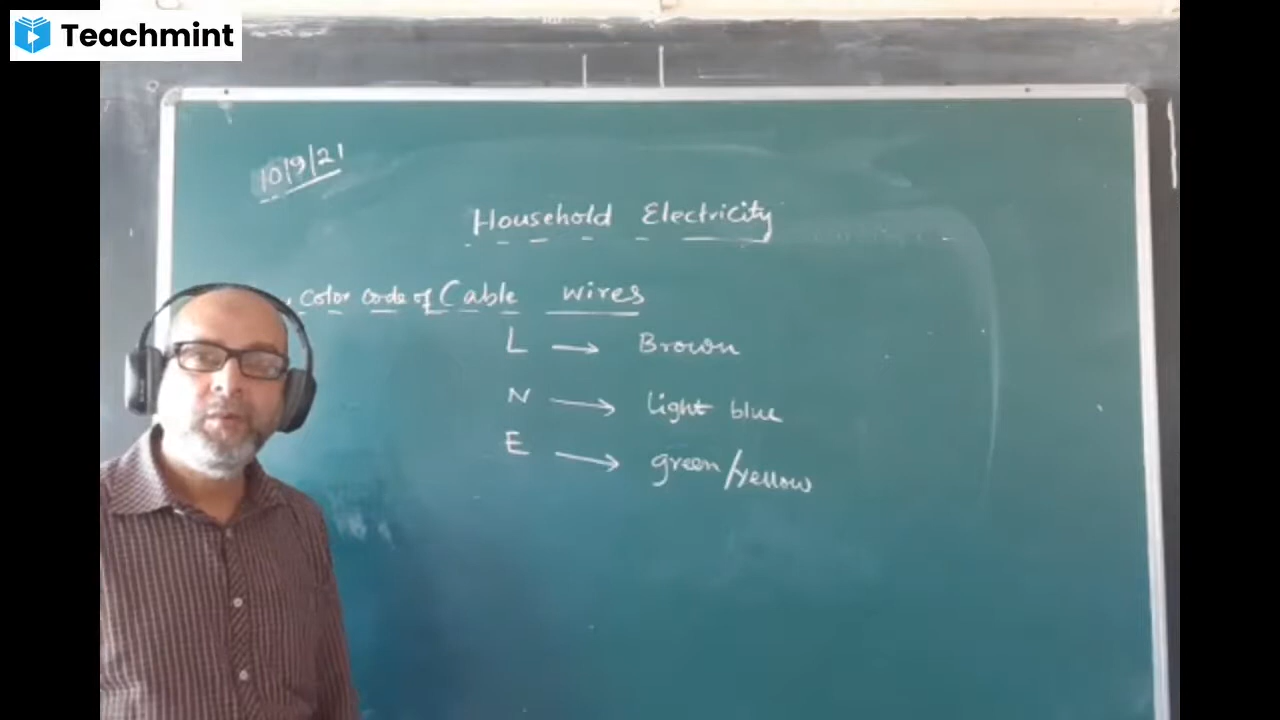 Teachmint
10/9/21
Household Electricity
Color Code of Cable wires
L → Brown
N → light blue
E → green/yellow